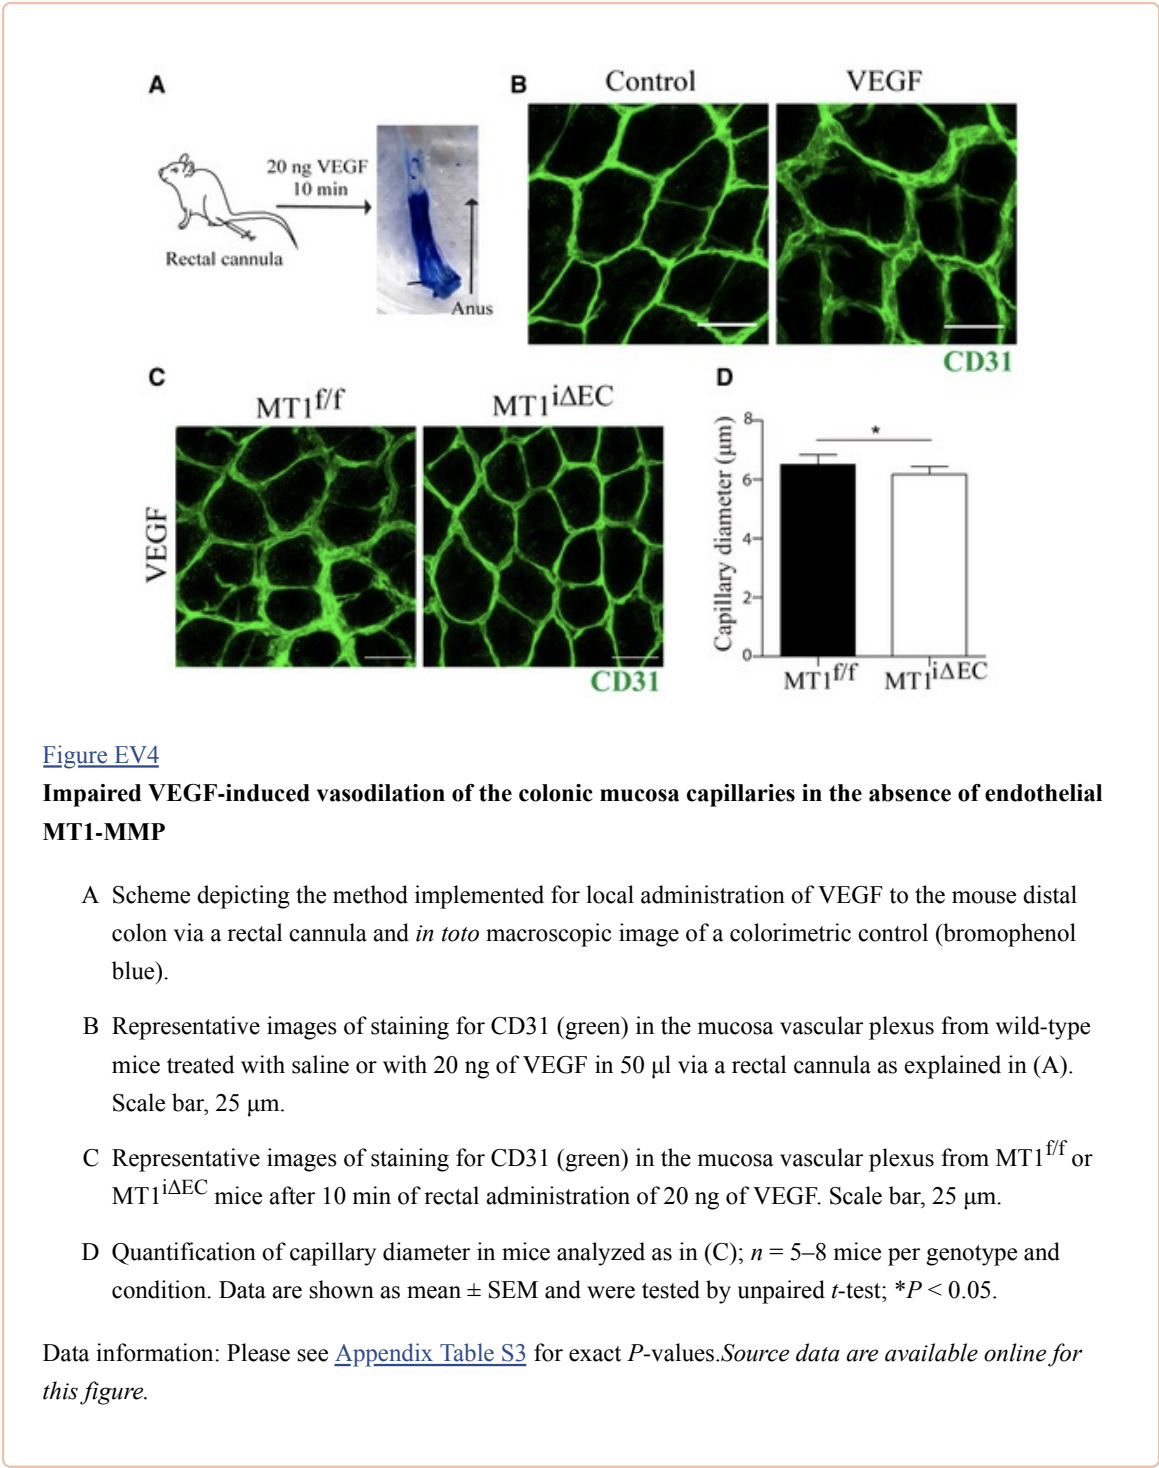 A
20 ng VEGF
10 min
Rectal cannula
Anus
B
Control
VEGF
CD31
C
MT1f/f
MT1iΔEC
VEGF
CD31
D
Capillary diameter (μm)
8
6
4
2
0
*
MT1f/f
MT1iΔEC
Figure EV4
Impaired VEGF-induced vasodilation of the colonic mucosa capillaries in the absence of endothelial
MT1-MMP
A Scheme depicting the method implemented for local administration of VEGF to the mouse distal
colon via a rectal cannula and in toto macroscopic image of a colorimetric control (bromophenol
blue).
B Representative images of staining for CD31 (green) in the mucosa vascular plexus from wild-type
mice treated with saline or with 20 ng of VEGF in 50 μl via a rectal cannula as explained in (A).
Scale bar, 25 μm.
C Representative images of staining for CD31 (green) in the mucosa vascular plexus from MT1f/f or
MT1iΔEC mice after 10 min of rectal administration of 20 ng of VEGF. Scale bar, 25 μm.
D Quantification of capillary diameter in mice analyzed as in (C); n = 5–8 mice per genotype and
condition. Data are shown as mean ± SEM and were tested by unpaired t-test; *P < 0.05.
Data information: Please see Appendix Table S3 for exact P-values.Source data are available online for
this figure.